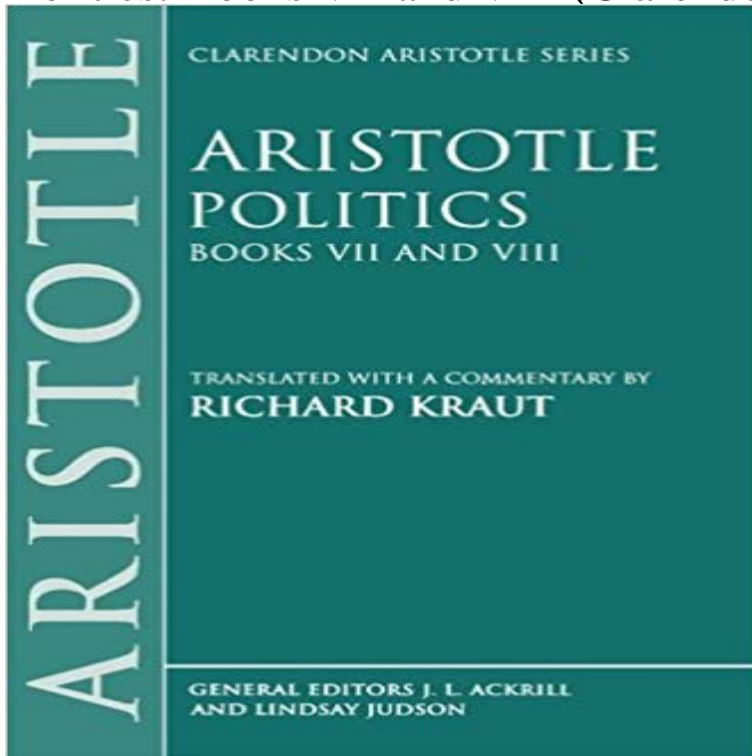 ARISTOTLE
CLARENDON ARISTOTLE SERIES
ARISTOTLE
POLITICS
BOOKS VII AND VIII
TRANSLATED WITH A COMMENTARY BY
RICHARD KRAUT
GENERAL EDITORS J. L. ACKRILL
AND LINDSAY JUDSON